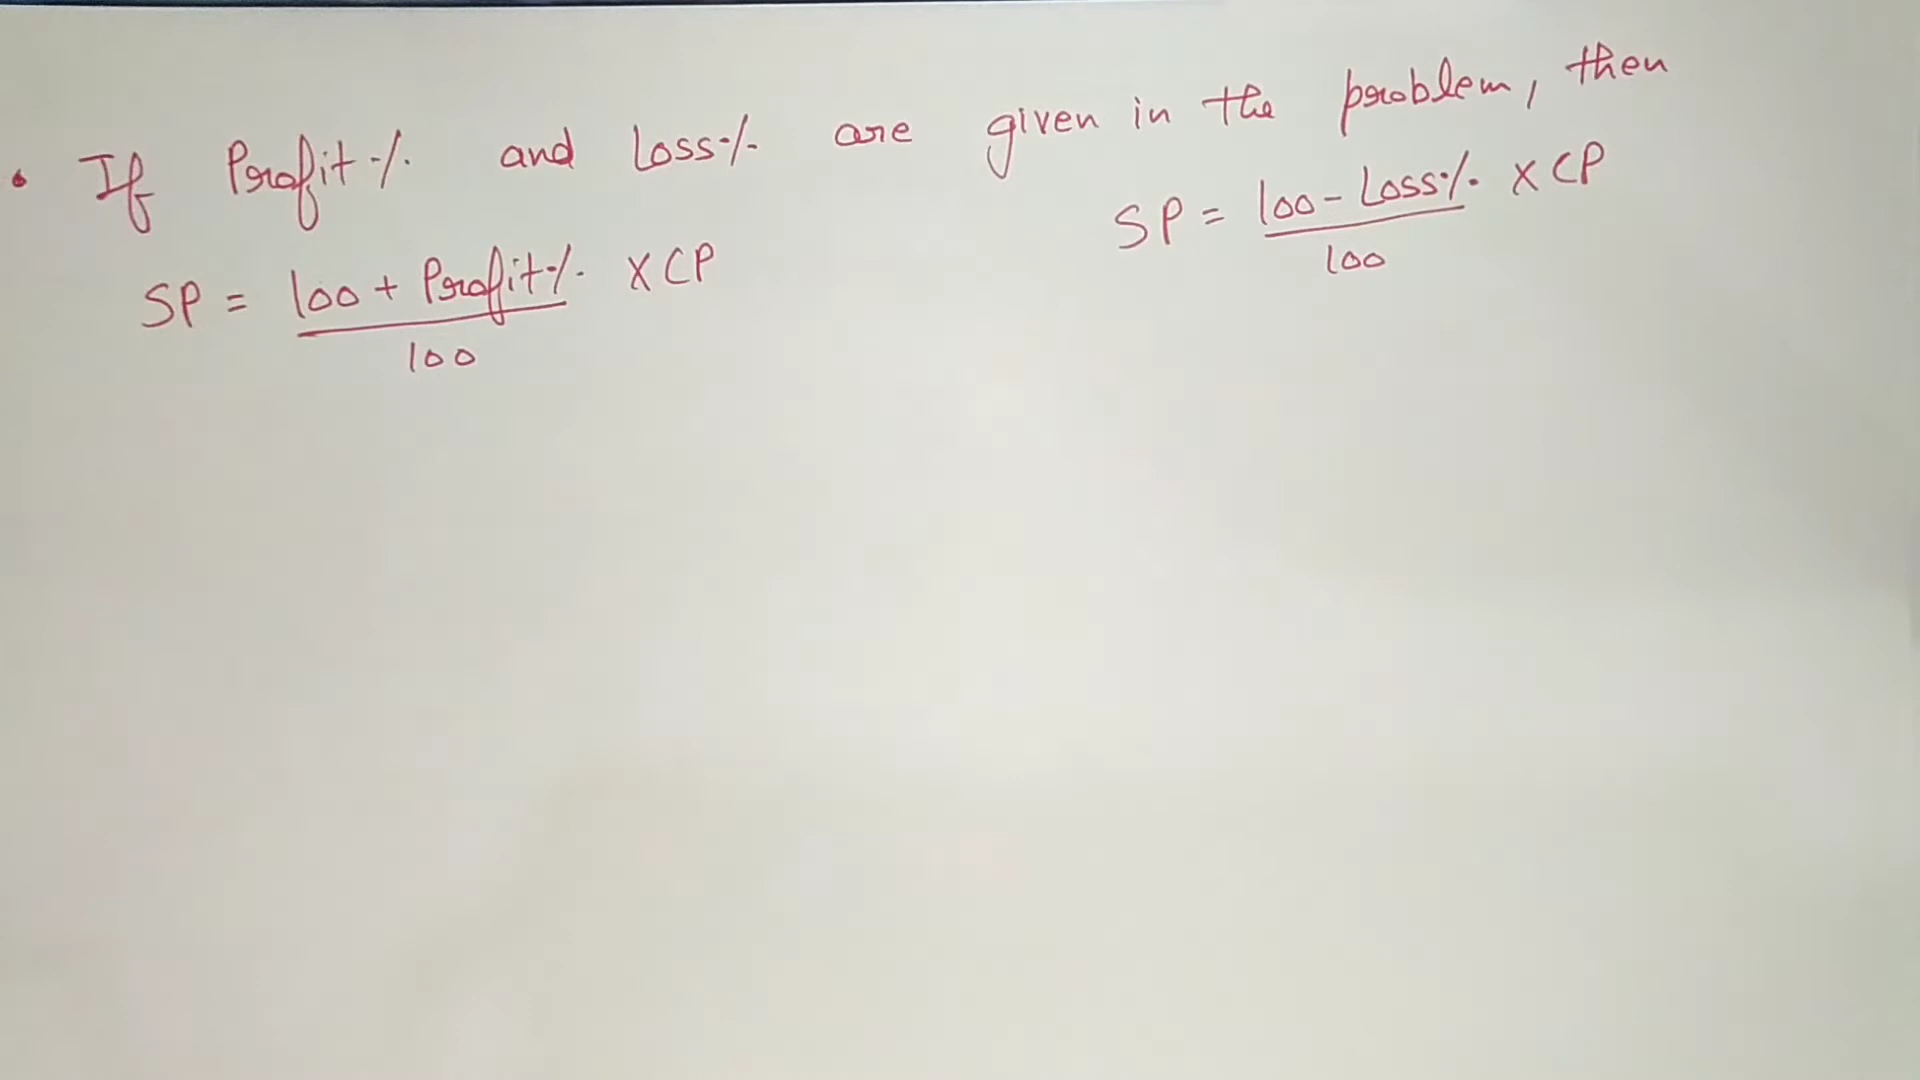 • If Profit% and Loss% are given in the problem, then
SP = 100 + Profit% X CP
100
SP = 100 - Loss% X CP
100